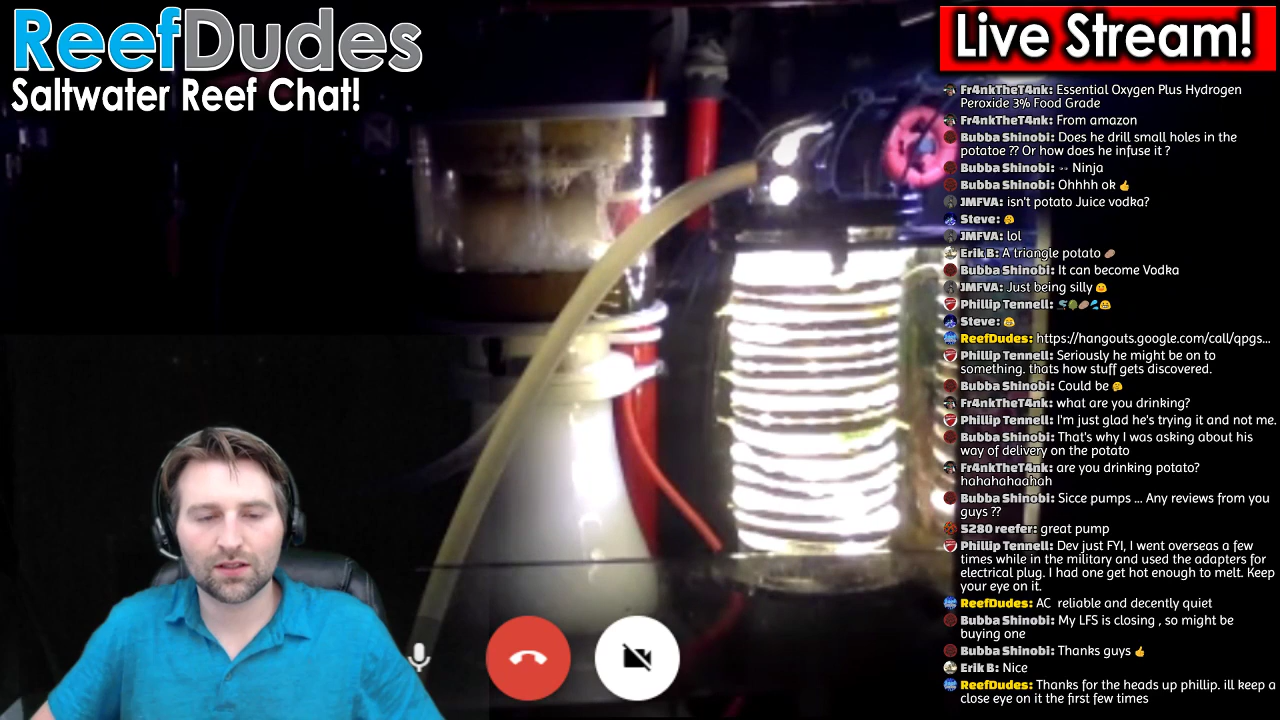 ReefDudes
Saltwater Reef Chat!
Live Stream!
Fr4nkTheT4nk: Essential Oxygen Plus Hydrogen
Peroxide 3% Food Grade
Fr4nkTheT4nk: From amazon
Bubba Shinobi: Does he drill small holes in the
potatoe ?? Or how does he infuse it ?
Bubba Shinobi: 👀 Ninja
Bubba Shinobi: Ohhhh ok 👍
JMFVA: isn't potato Juice vodka?
Steve: 🤔
JMFVA: lol
Erik B: A triangle potato 🥔
Bubba Shinobi: It can become Vodka
JMFVA: Just being silly
Phillip Tennell:
Steve:
ReefDudes: https://hangouts.google.com/call/qpgs...
Phillip Tennell: Seriously he might be on to
something. thats how stuff gets discovered.
Bubba Shinobi: Could be 🤔
Fr4nkTheT4nk: what are you drinking?
Phillip Tennell: I'm just glad he's trying it and not me.
Bubba Shinobi: That's why I was asking about his
way of delivery on the potato
Fr4nkTheT4nk: are you drinking potato?
hahahahaahah
Bubba Shinobi: Sicce pumps ... Any reviews from you
guys ??
5280 reefer: great pump
Phillip Tennell: Dev just FYI, I went overseas a few
times while in the military and used the adapters for
electrical plug. I had one get hot enough to melt. Keep
your eye on it.
ReefDudes: AC reliable and decently quiet
Bubba Shinobi: My LFS is closing , so might be
buying one
Bubba Shinobi: Thanks guys 👍
Erik B: Nice
ReefDudes: Thanks for the heads up phillip. ill keep a
close eye on it the first few times